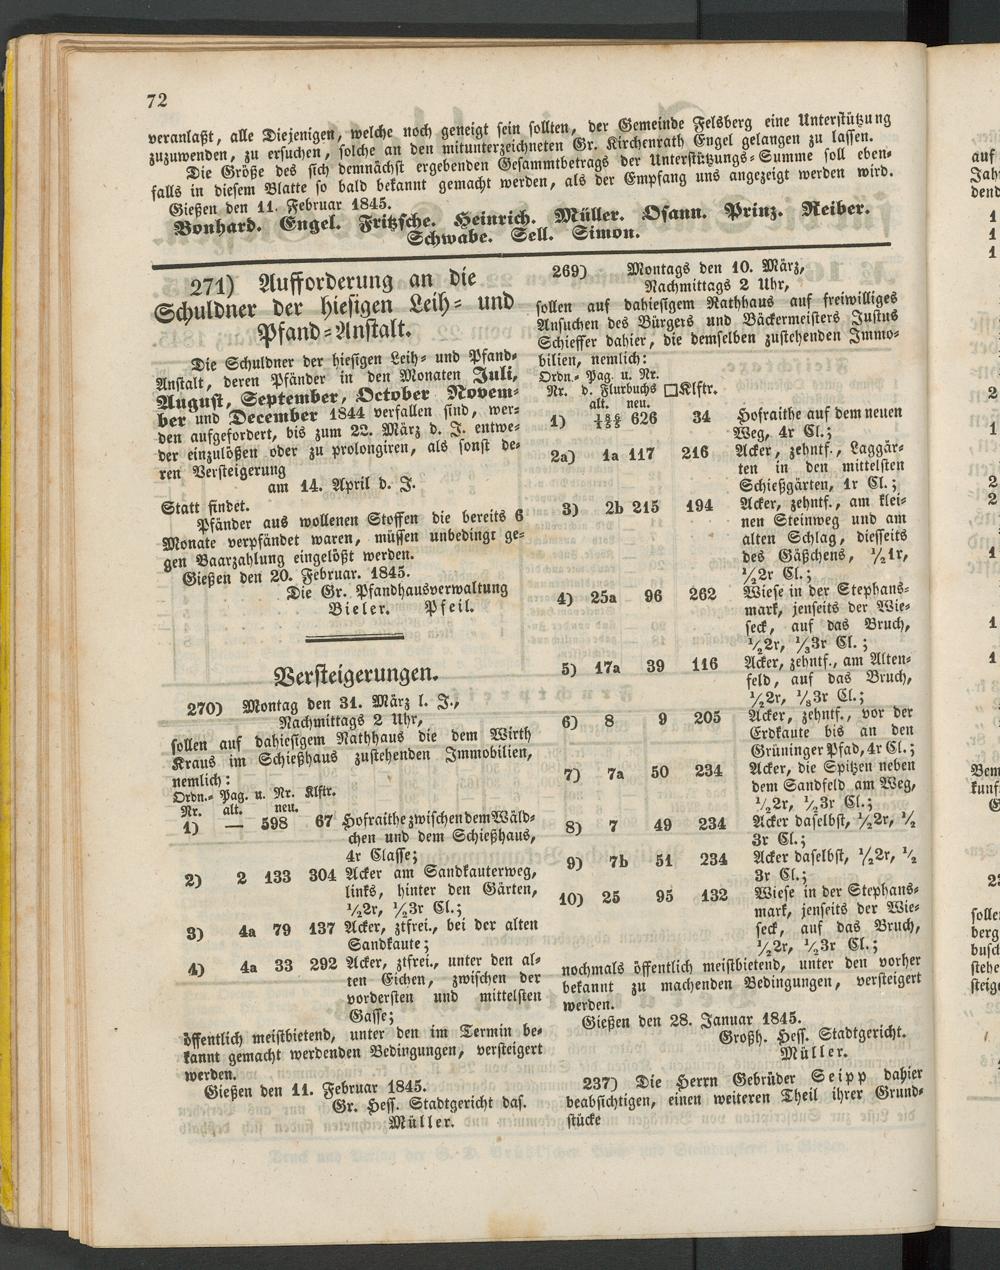 72
veranlaßt, alle Diejenigen, welche noch geneigt sein sollten, der Gemeinde Felsberg eine Unterstützung
zuzuwenden, zu ersuchen, solche an den mitunterzeichneten Gr. Kirchenrath Engel gelangen zu lassen.
Die Größe des sich demnächst ergebenden Gesammtbetrags der Unterstützungs-Summe soll eben-
falls in diesem Blatte so bald bekannt gemacht werden, als der Empfang uns angezeigt werden wird.
Gießen den 11. Februar 1845.
Bonhard. Engel. Fritzsche. Heinrich. Müller. Osann. Prinz. Reiber.
Schwabe. Sell. Simon.
271) Aufforderung an die
Schuldner der hiesigen Leih- und
Pfand-Anstalt.
Die Schuldner der hiesigen Leih- und Pfand-
Anstalt, deren Pfänder in den Monaten Juli,
August, September, October Novem-
ber und December 1844 verfallen sind, wer-
den aufgefordert, bis zum 22. März d. J. entwe-
der einzulößen oder zu prolongiren, als sonst de-
ren Versteigerung
am 14. April d. J.
Statt findet.
Pfänder aus wollenen Stoffen die bereits 6
Monate verpfändet waren, müssen unbedingt ge-
gen Baarzahlung eingelößt werden.
Gießen den 20. Februar. 1845.
Die Gr. Pfandhausverwaltung
Bieler. Pfeil.
Versteigerungen.
270) Montag den 31. März l. J.,
Nachmittags 2 Uhr,
sollen auf dahiesigem Rathhaus die dem Wirth
Kraus im Schießhaus zustehenden Immobilien,
nemlich:
Ordn.- Pag. u. Nr. Klftr.
Nr. alt. neu.
1) — 598 67 Hofraithe zwischen dem Wäld-
chen und dem Schießhaus,
4r Classe;
2) 2 133 304 Acker am Sandkauterweg,
links, hinter den Gärten,
½2r, ½3r Cl.;
3) 4a 79 137 Acker, ztfrei., bei der alten
Sandkaute;
4) 4a 33 292 Acker, ztfrei., unter den al-
ten Eichen, zwischen der
vordersten und mittelsten
Gasse;
öffentlich meistbietend, unter den im Termin be-
kannt gemacht werdenden Bedingungen, versteigert
werden.
Gießen den 11. Februar 1845.
Gr. Hess. Stadtgericht das.
Müller.
269) Montags den 10. März,
Nachmittags 2 Uhr,
sollen auf dahiesigem Rathhaus auf freiwilliges
Ansuchen des Bürgers und Bäckermeisters Justus
Schieffer dahier, die demselben zustehenden Immo-
bilien, nemlich:
Ordn.- Pag. u. Nr.
Nr. d. Flurbuchs □Klftr.
alt. neu.
1) 626 34 Hofraithe auf dem neuen
Weg, 4r Cl.;
2a) 1a 117 216 Acker, zehntf., Laggär-
ten in den mittelsten
Schießgärten, 1r Cl.;
3) 2b 215 194 Acker, zehntf., am klei-
nen Steinweg und am
alten Schlag, diesseits
des Gäßchens, ½1r,
½2r Cl.;
4) 25a 96 262 Wiese in der Stephans-
mark, jenseits der Wie-
seck, auf das Bruch,
½2r, ½3r Cl.;
5) 17a 39 116 Acker, zehntf., am Alten-
feld, auf das Bruch,
½2r, ⅓3r Cl.;
6) 8 9 205 Acker, zehntf., vor der
Erdkaute bis an den
Grüninger Pfad, 4r Cl.;
7) 7a 50 234 Acker, die Spitzen neben
dem Sandfeld am Weg,
½2r, ½3r Cl.;
8) 7 49 234 Acker daselbst, ½2r, ½
3r Cl.;
9) 7b 51 234 Acker daselbst, ½2r, ½
3r Cl.;
10) 25 95 132 Wiese in der Stephans-
mark, jenseits der Wie-
seck, auf das Bruch,
½2r, ½3r Cl.;
nochmals öffentlich meistbietend, unter den vorher
bekannt zu machenden Bedingungen, versteigert
werden.
Gießen den 28. Januar 1845.
Großh. Hess. Stadtgericht.
Müller.
237) Die Herrn Gebrüder Seipp dahier
beabsichtigen, einen weiteren Theil ihrer Grund-
stücke